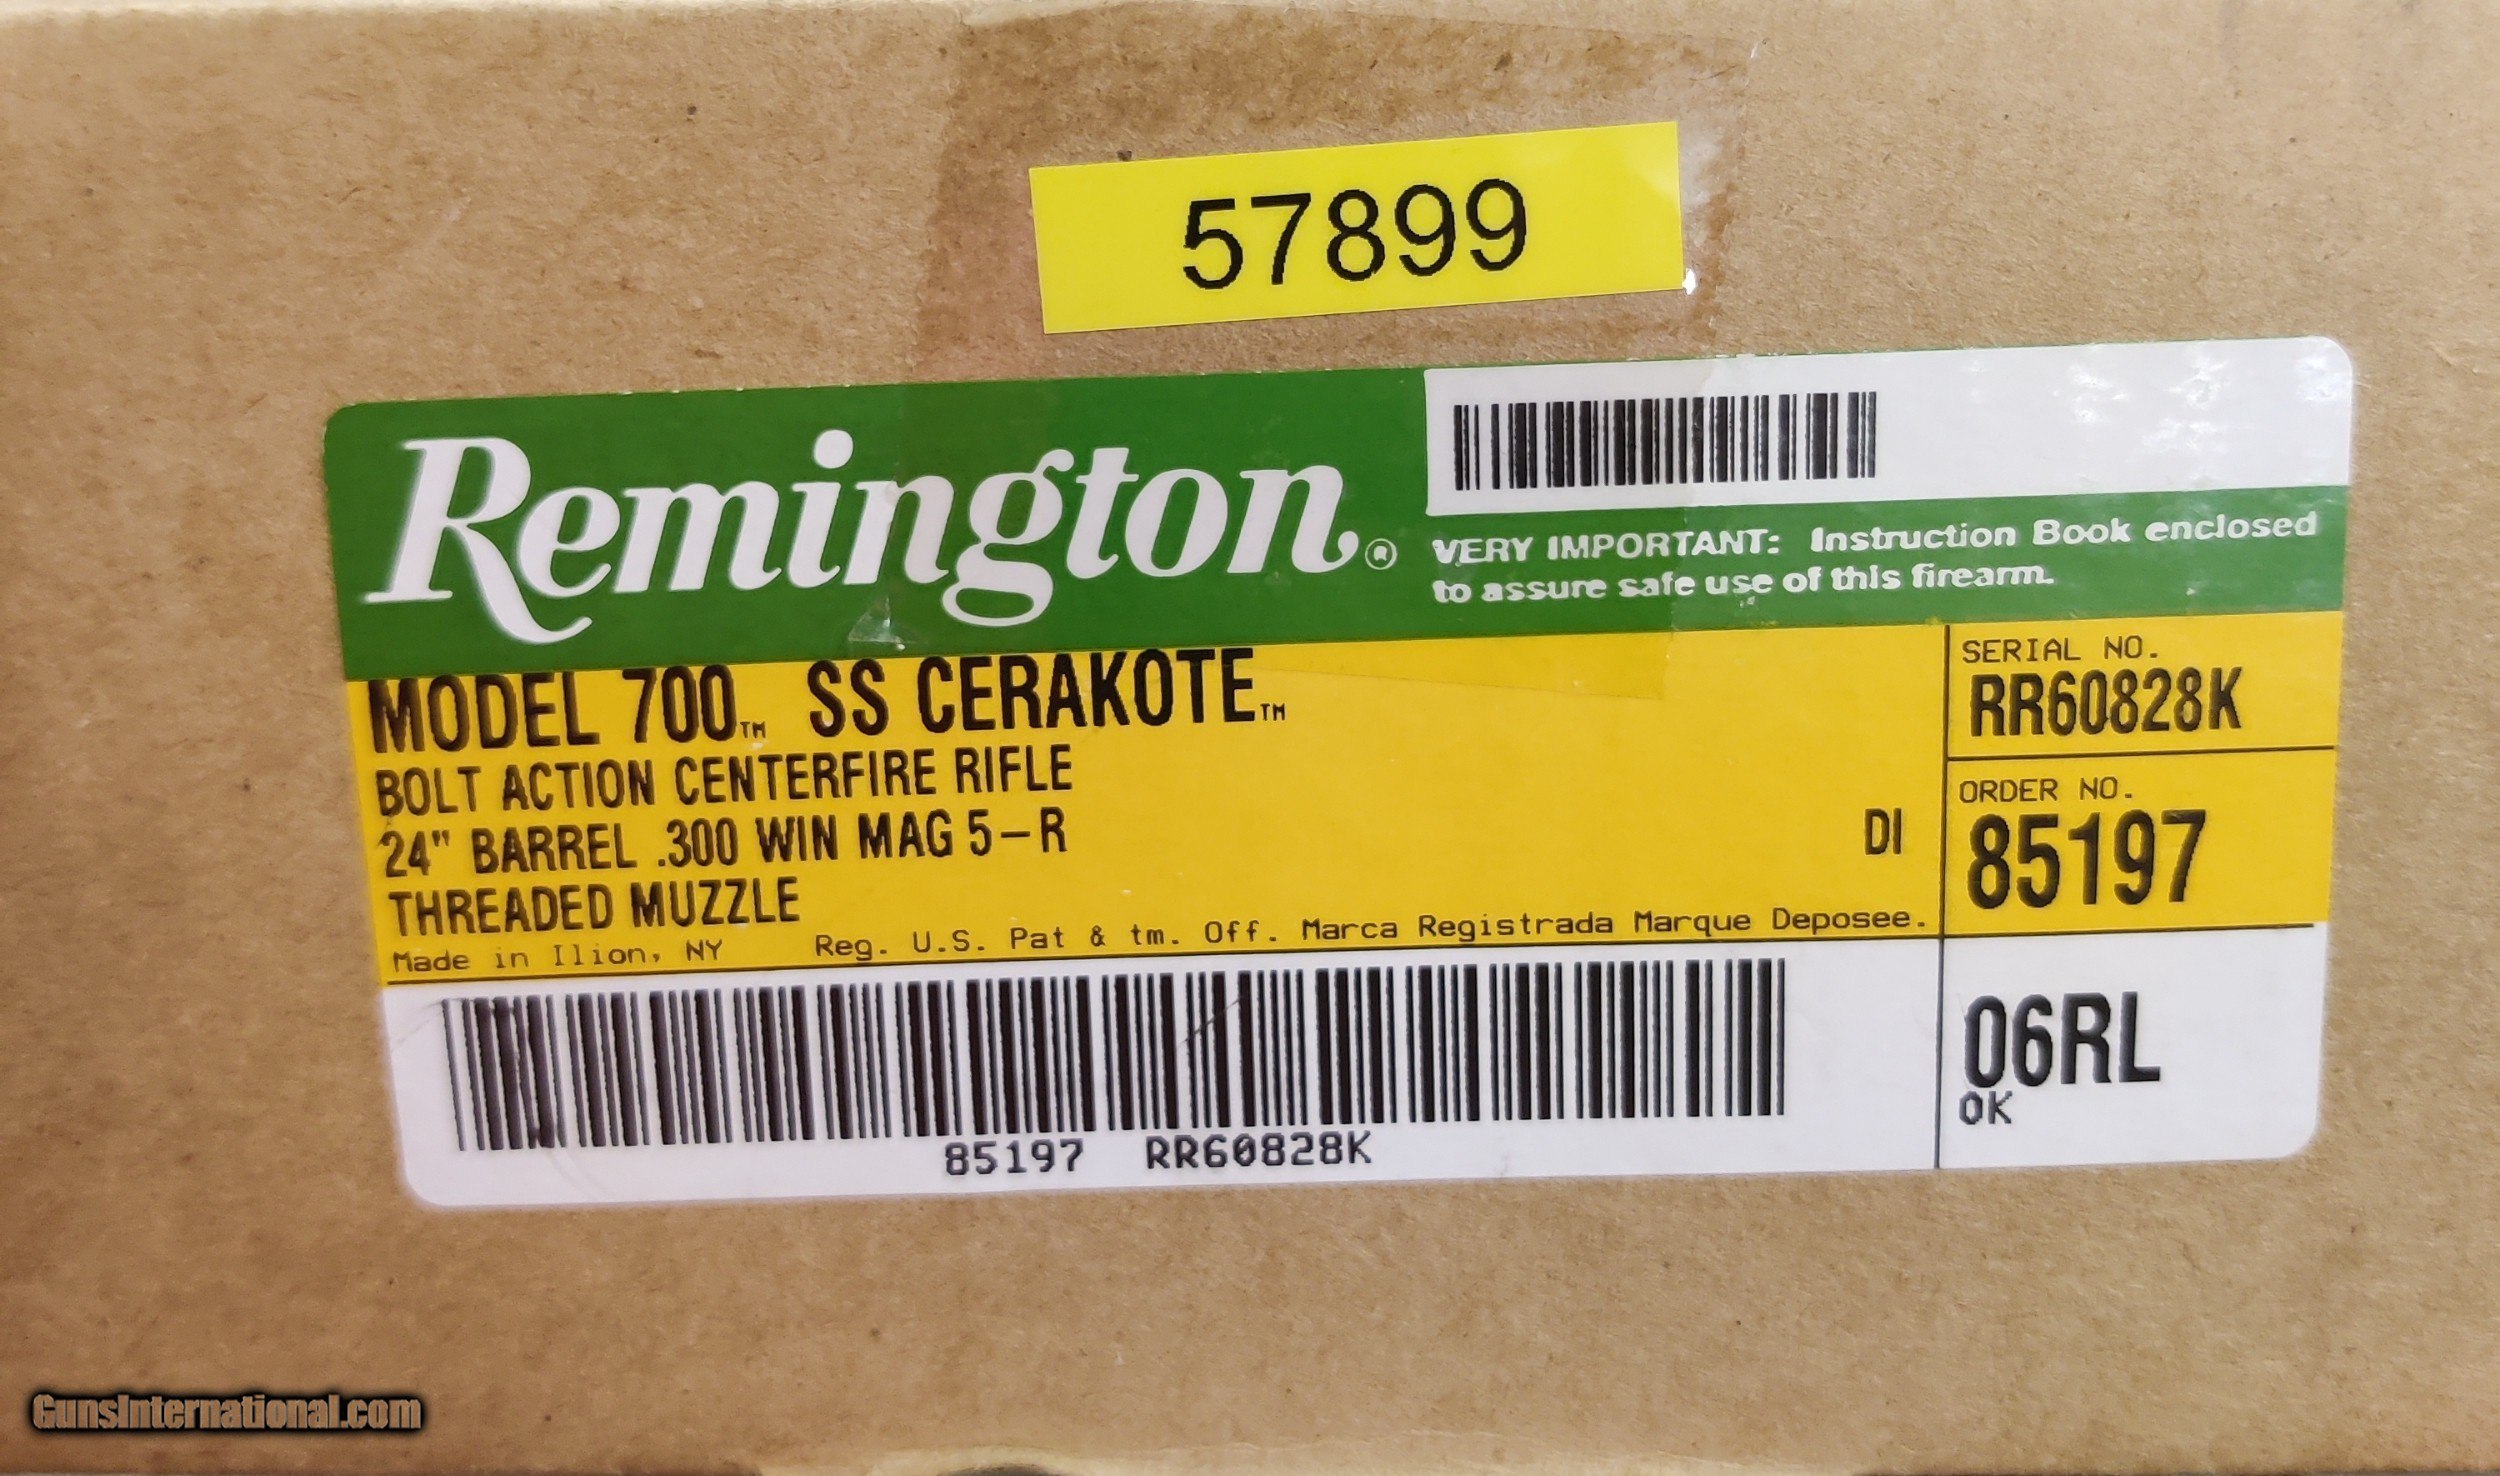 57899
Remington®
VERY IMPORTANT: Instruction Book enclosed
to assure safe use of this firearm.
MODEL 700™ SS CERAKOTE™
BOLT ACTION CENTERFIRE RIFLE
24" BARREL .300 WIN MAG 5-R
DI
THREADED MUZZLE
Made in Ilion, NY Reg. U.S. Pat & tm. Off. Marca Registrada Marque Deposee.
SERIAL NO.
RR60828K
ORDER NO.
85197
85197 RR60828K
06RL
OK
GunsInternational.com